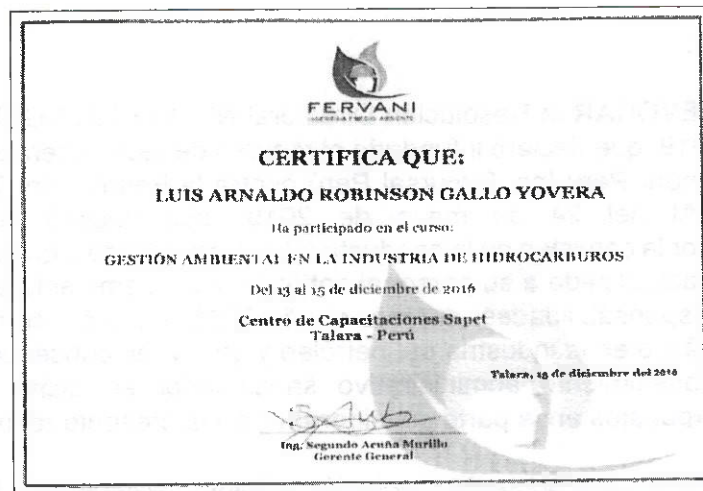 FERVANI
CERTIFICA QUE:
LUIS ARNALDO ROBINSON GALLO YOVERA
Ha participado en el curso:
GESTIÓN AMBIENTAL EN LA INDUSTRIA DE HIDROCARBUROS
Del 13 al 15 de diciembre de 2016
Centro de Capacitaciones Sapet
Talara - Perú
Talara, 15 de diciembre del 2016
Ing. Segundo Acuña Murillo
Gerente General